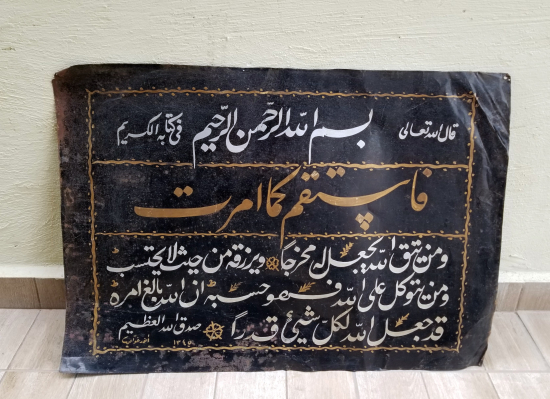 قال الله تعالى بسم الله الرحمن الرحيم في كتابه الكريم
فاستقم كما امرت
ومن يتق الله يجعل له مخرجا ويرزقه من حيث لا يحتسب
ومن يتوكل على الله فهو حسبه ان الله بالغ امره
قد جعل الله لكل شيئ قدرا صدق الله العظيم